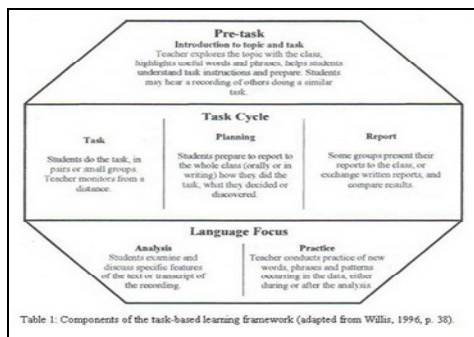 Pre-task
Introduction to topic and task
Teacher explores the topic with the class,
highlights useful words and phrases, helps students
understand task instructions and prepare. Students
may hear a recording of others doing a similar
task.
Task Cycle
Task
Students do the task, in
pairs or small groups.
Teacher monitors from a
distance.
Planning
Students prepare to report to
the whole class (orally or in
writing) how they did the
task, what they decided or
discovered.
Report
Some groups present their
reports to the class, or
exchange written reports, and
compare results.
Language Focus
Analysis
Students examine and
discuss specific features
of the text or transcript of
the recording.
Practice
Teacher conducts practice of new
words, phrases and patterns
occurring in the data, either
during or after the analysis.
Table 1: Components of the task-based learning framework (adapted from Willis, 1996, p. 38).